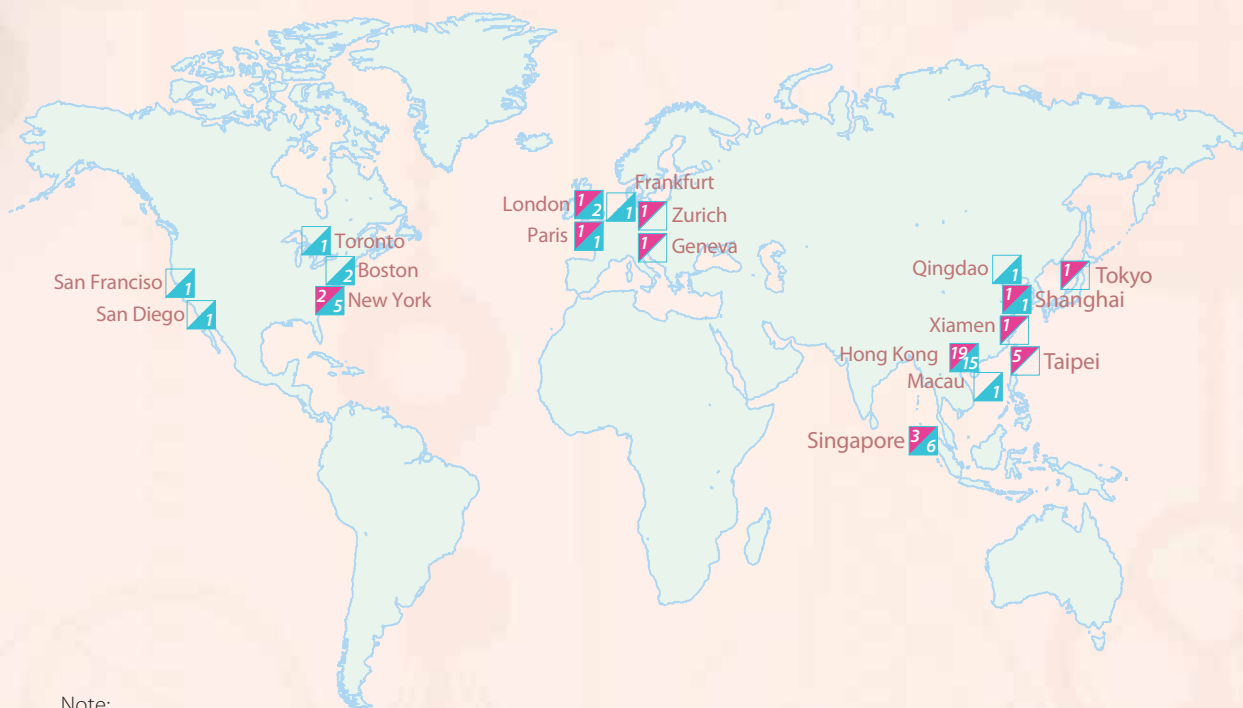 Frankfurt
London 1 2
1
1 Zurich
Paris 1 1
1 Geneva
1 Toronto
2 Boston
San Franciso 1
2 5 New York
San Diego 1
Qingdao 1
1 Tokyo
1 1 Shanghai
Xiamen 1
Hong Kong 19 15
5 Taipei
Macau 1
Singapore 3 6
Note: